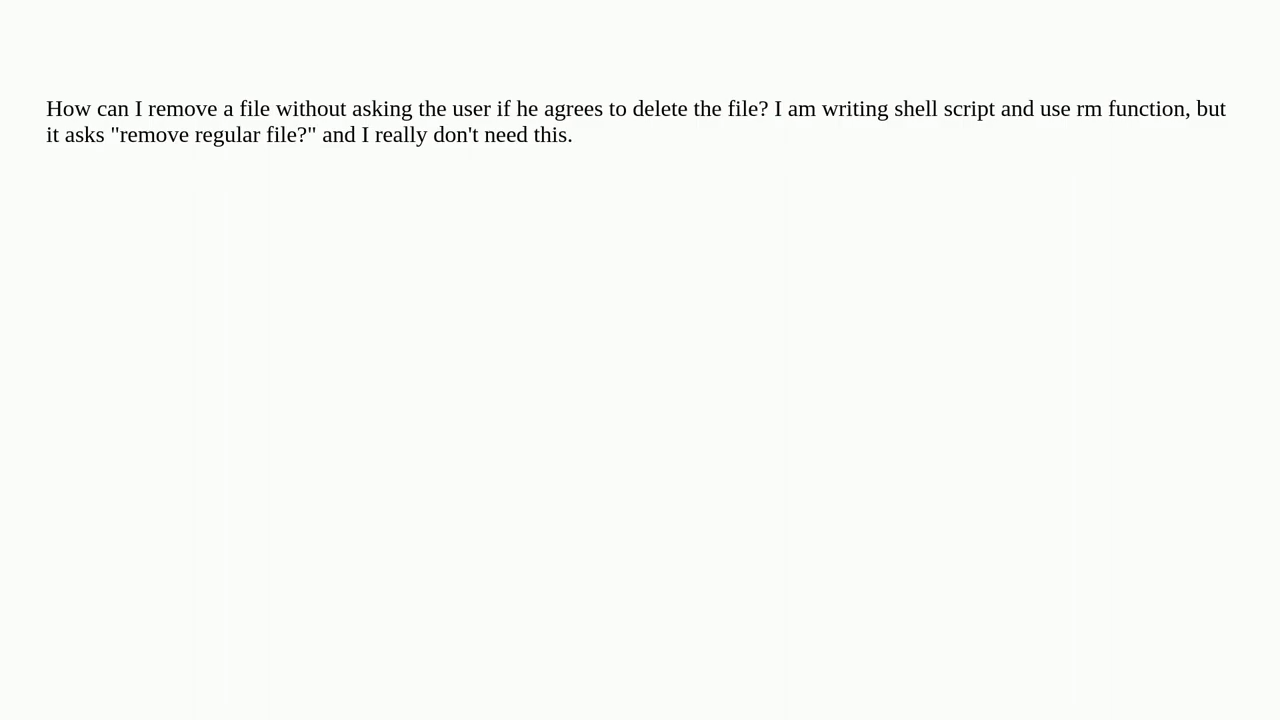 How can I remove a file without asking the user if he agrees to delete the file? I am writing shell script and use rm function, but
it asks "remove regular file?" and I really don't need this.